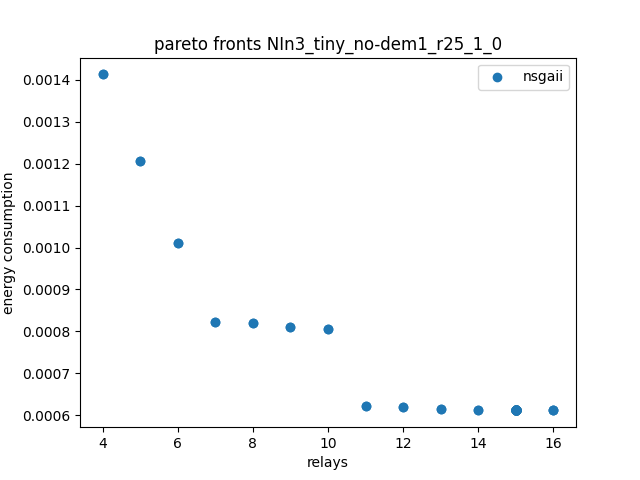 pareto fronts NIn3_tiny_no-dem1_r25_1_0
nsgaii
energy consumption
0.0014
0.0013
0.0012
0.0011
0.0010
0.0009
0.0008
0.0007
0.0006
4 6 8 10 12 14 16
relays